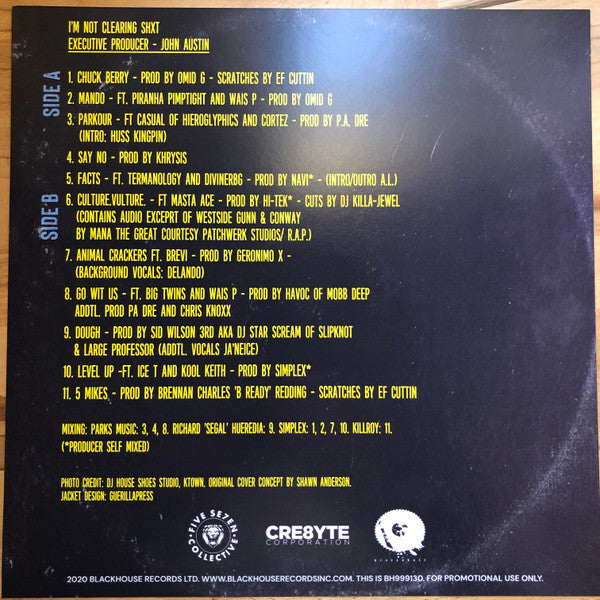 I'M NOT CLEARING SHXT
EXECUTIVE PRODUCER - JOHN AUSTIN
SIDE A
1. CHUCK BERRY - PROD BY OMID G - SCRATCHES BY EF CUTTIN
2. MANDO - FT. PIRANHA PIMPTIGHT AND WAIS P - PROD BY OMID G
3. PARKOUR - FT CASUAL OF HIEROGLYPHICS AND CORTEZ - PROD BY P.A. DRE
(INTRO: HUSS KINGPIN)
4. SAY NO - PROD BY KHRYSIS
5. FACTS - FT. TERMANOLOGY AND DIVINERBG - PROD BY NAVI* - (INTRO/OUTRO A.L.)
SIDE B
6. CULTURE.VULTURE. - FT MASTA ACE - PROD BY HI-TEK* - CUTS BY DJ KILLA-JEWEL
(CONTAINS AUDIO EXCEPRT OF WESTSIDE GUNN & CONWAY
BY MANA THE GREAT COURTESY PATCHWERK STUDIOS/ R.A.P.)
7. ANIMAL CRACKERS FT. BREVI - PROD BY GERONIMO X -
(BACKGROUND VOCALS: DELANDO)
8. GO WIT US - FT. BIG TWINS AND WAIS P - PROD BY HAVOC OF MOBB DEEP
ADDTL. PROD PA DRE AND CHRIS KNOXX
9. DOUGH - PROD BY SID WILSON 3RD AKA DJ STAR SCREAM OF SLIPKNOT
& LARGE PROFESSOR (ADDTL. VOCALS JA'NEICE)
10. LEVEL UP -FT. ICE T AND KOOL KEITH - PROD BY SIMPLEX*
11. 5 MIKES - PROD BY BRENNAN CHARLES 'B READY' REDDING - SCRATCHES BY EF CUTTIN
MIXING: PARKS MUSIC: 3, 4, 8. RICHARD 'SEGAL' HUEREDIA: 9. SIMPLEX: 1, 2, 7, 10. KILLROY: 11.
(*PRODUCER SELF MIXED)
PHOTO CREDIT: DJ HOUSE SHOES STUDIO, KTOWN. ORIGINAL COVER CONCEPT BY SHAWN ANDERSON.
JACKET DESIGN: GUERILLAPRESS
FIVE SE7EN
COLLECTIVE
CRE8YTE
CORPORATION
2020 BLACKHOUSE RECORDS LTD. WWW.BLACKHOUSERECORDSINC.COM. THIS IS BH999130. FOR PROMOTIONAL USE ONLY.